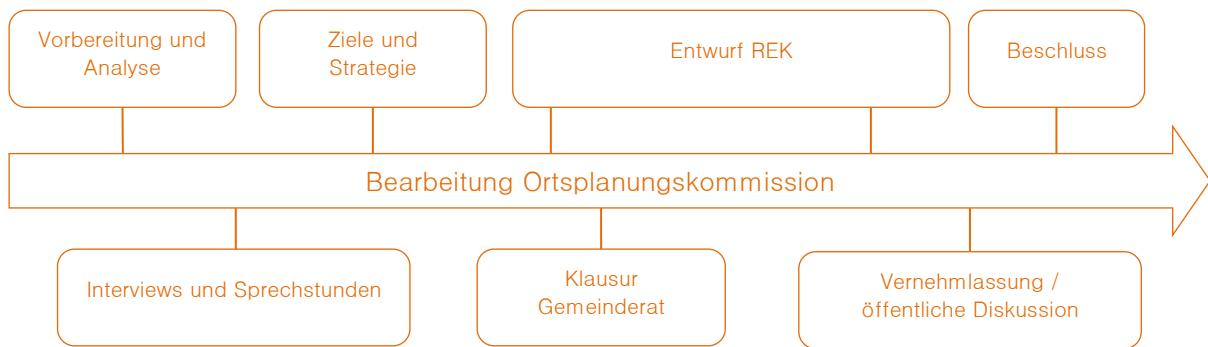 Vorbereitung und
Analyse
Ziele und
Strategie
Entwurf REK
Beschluss
Bearbeitung Ortsplanungskommission
Interviews und Sprechstunden
Klausur
Gemeinderat
Vernehmlassung /
öffentliche Diskussion